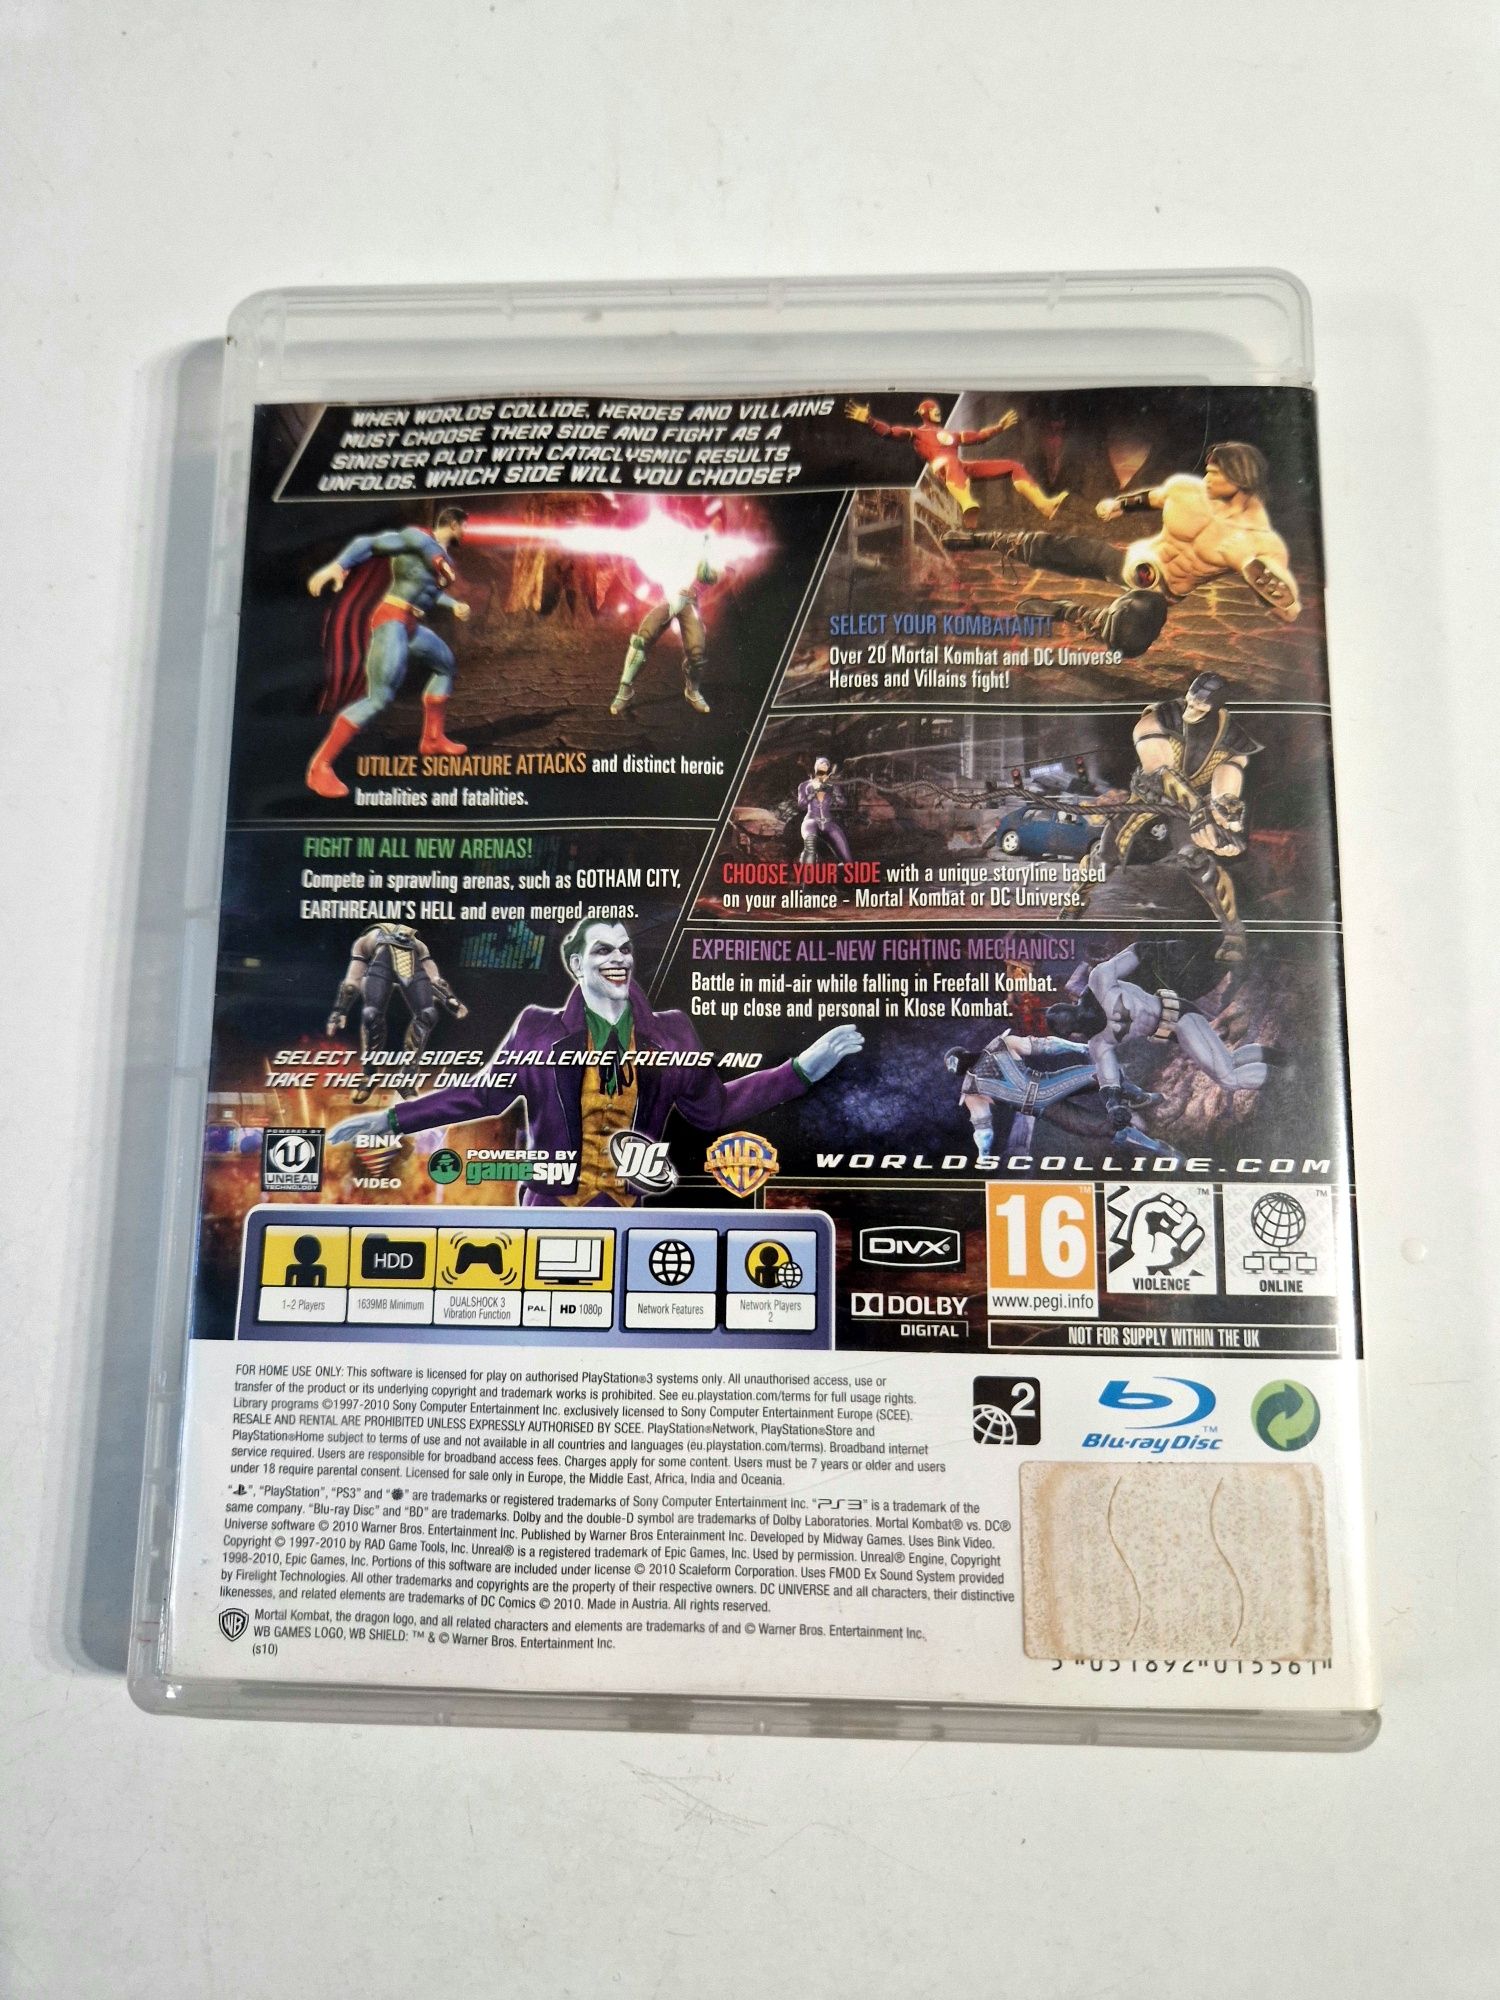 WHEN WORLDS COLLIDE, HEROES AND VILLAINS
MUST CHOOSE THEIR SIDE AND FIGHT AS A
SINISTER PLOT WITH CATACLYSMIC RESULTS
UNFOLDS. WHICH SIDE WILL YOU CHOOSE?
SELECT YOUR KOMBATANT!
Over 20 Mortal Kombat and DC Universe
Heroes and Villains fight!
UTILIZE SIGNATURE ATTACKS and distinct heroic
brutalities and fatalities.
CHOOSE YOUR SIDE with a unique storyline based
on your alliance - Mortal Kombat or DC Universe.
FIGHT IN ALL NEW ARENAS!
Compete in sprawling arenas, such as GOTHAM CITY,
EARTHREALM'S HELL and even merged arenas.
EXPERIENCE ALL-NEW FIGHTING MECHANICS!
Battle in mid-air while falling in Freefall Kombat.
Get up close and personal in Klose Kombat.
SELECT YOUR SIDES, CHALLENGE FRIENDS AND
TAKE THE FIGHT ONLINE!
POWERED BY
UNREAL
TECHNOLOGY
BINK
VIDEO
POWERED BY
gamespy
DC
WB
WORLDSCOLLIDE.COM
1-2 Players
HDD
1639MB Minimum
DUALSHOCK 3
Vibration Function
PAL
HD 1080p
Network Features
Network Players
2
DIVX
DOLBY
DIGITAL
16
www.pegi.info
VIOLENCE
ONLINE
NOT FOR SUPPLY WITHIN THE UK
FOR HOME USE ONLY: This software is licensed for play on authorised PlayStation®3 systems only. All unauthorised access, use or
transfer of the product or its underlying copyright and trademark works is prohibited. See eu.playstation.com/terms for full usage rights.
Library programs ©1997-2010 Sony Computer Entertainment Inc. exclusively licensed to Sony Computer Entertainment Europe (SCEE).
RESALE AND RENTAL ARE PROHIBITED UNLESS EXPRESSLY AUTHORISED BY SCEE. PlayStation®Network, PlayStation®Store and
PlayStation®Home subject to terms of use and not available in all countries and languages (eu.playstation.com/terms). Broadband internet
service required. Users are responsible for broadband access fees. Charges apply for some content. Users must be 7 years or older and users
under 18 require parental consent. Licensed for sale only in Europe, the Middle East, Africa, India and Oceania.
2
Blu-ray Disc
"PlayStation", "PS3" and " " are trademarks or registered trademarks of Sony Computer Entertainment Inc. "PS3" is a trademark of the
same company. "Blu-ray Disc" and "BD" are trademarks. Dolby and the double-D symbol are trademarks of Dolby Laboratories. Mortal Kombat® vs. DC®
Universe software © 2010 Warner Bros. Entertainment Inc. Published by Warner Bros Enterainment Inc. Developed by Midway Games. Uses Bink Video.
Copyright © 1997-2010 by RAD Game Tools, Inc. Unreal® is a registered trademark of Epic Games, Inc. Used by permission. Unreal® Engine, Copyright
1998-2010, Epic Games, Inc. Portions of this software are included under license © 2010 Scaleform Corporation. Uses FMOD Ex Sound System provided
by Firelight Technologies. All other trademarks and copyrights are the property of their respective owners. DC UNIVERSE and all characters, their distinctive
likenesses, and related elements are trademarks of DC Comics © 2010. Made in Austria. All rights reserved.
Mortal Kombat, the dragon logo, and all related characters and elements are trademarks of and © Warner Bros. Entertainment Inc.
WB GAMES LOGO, WB SHIELD: ™ & © Warner Bros. Entertainment Inc.
(s10)
5 051892 015561